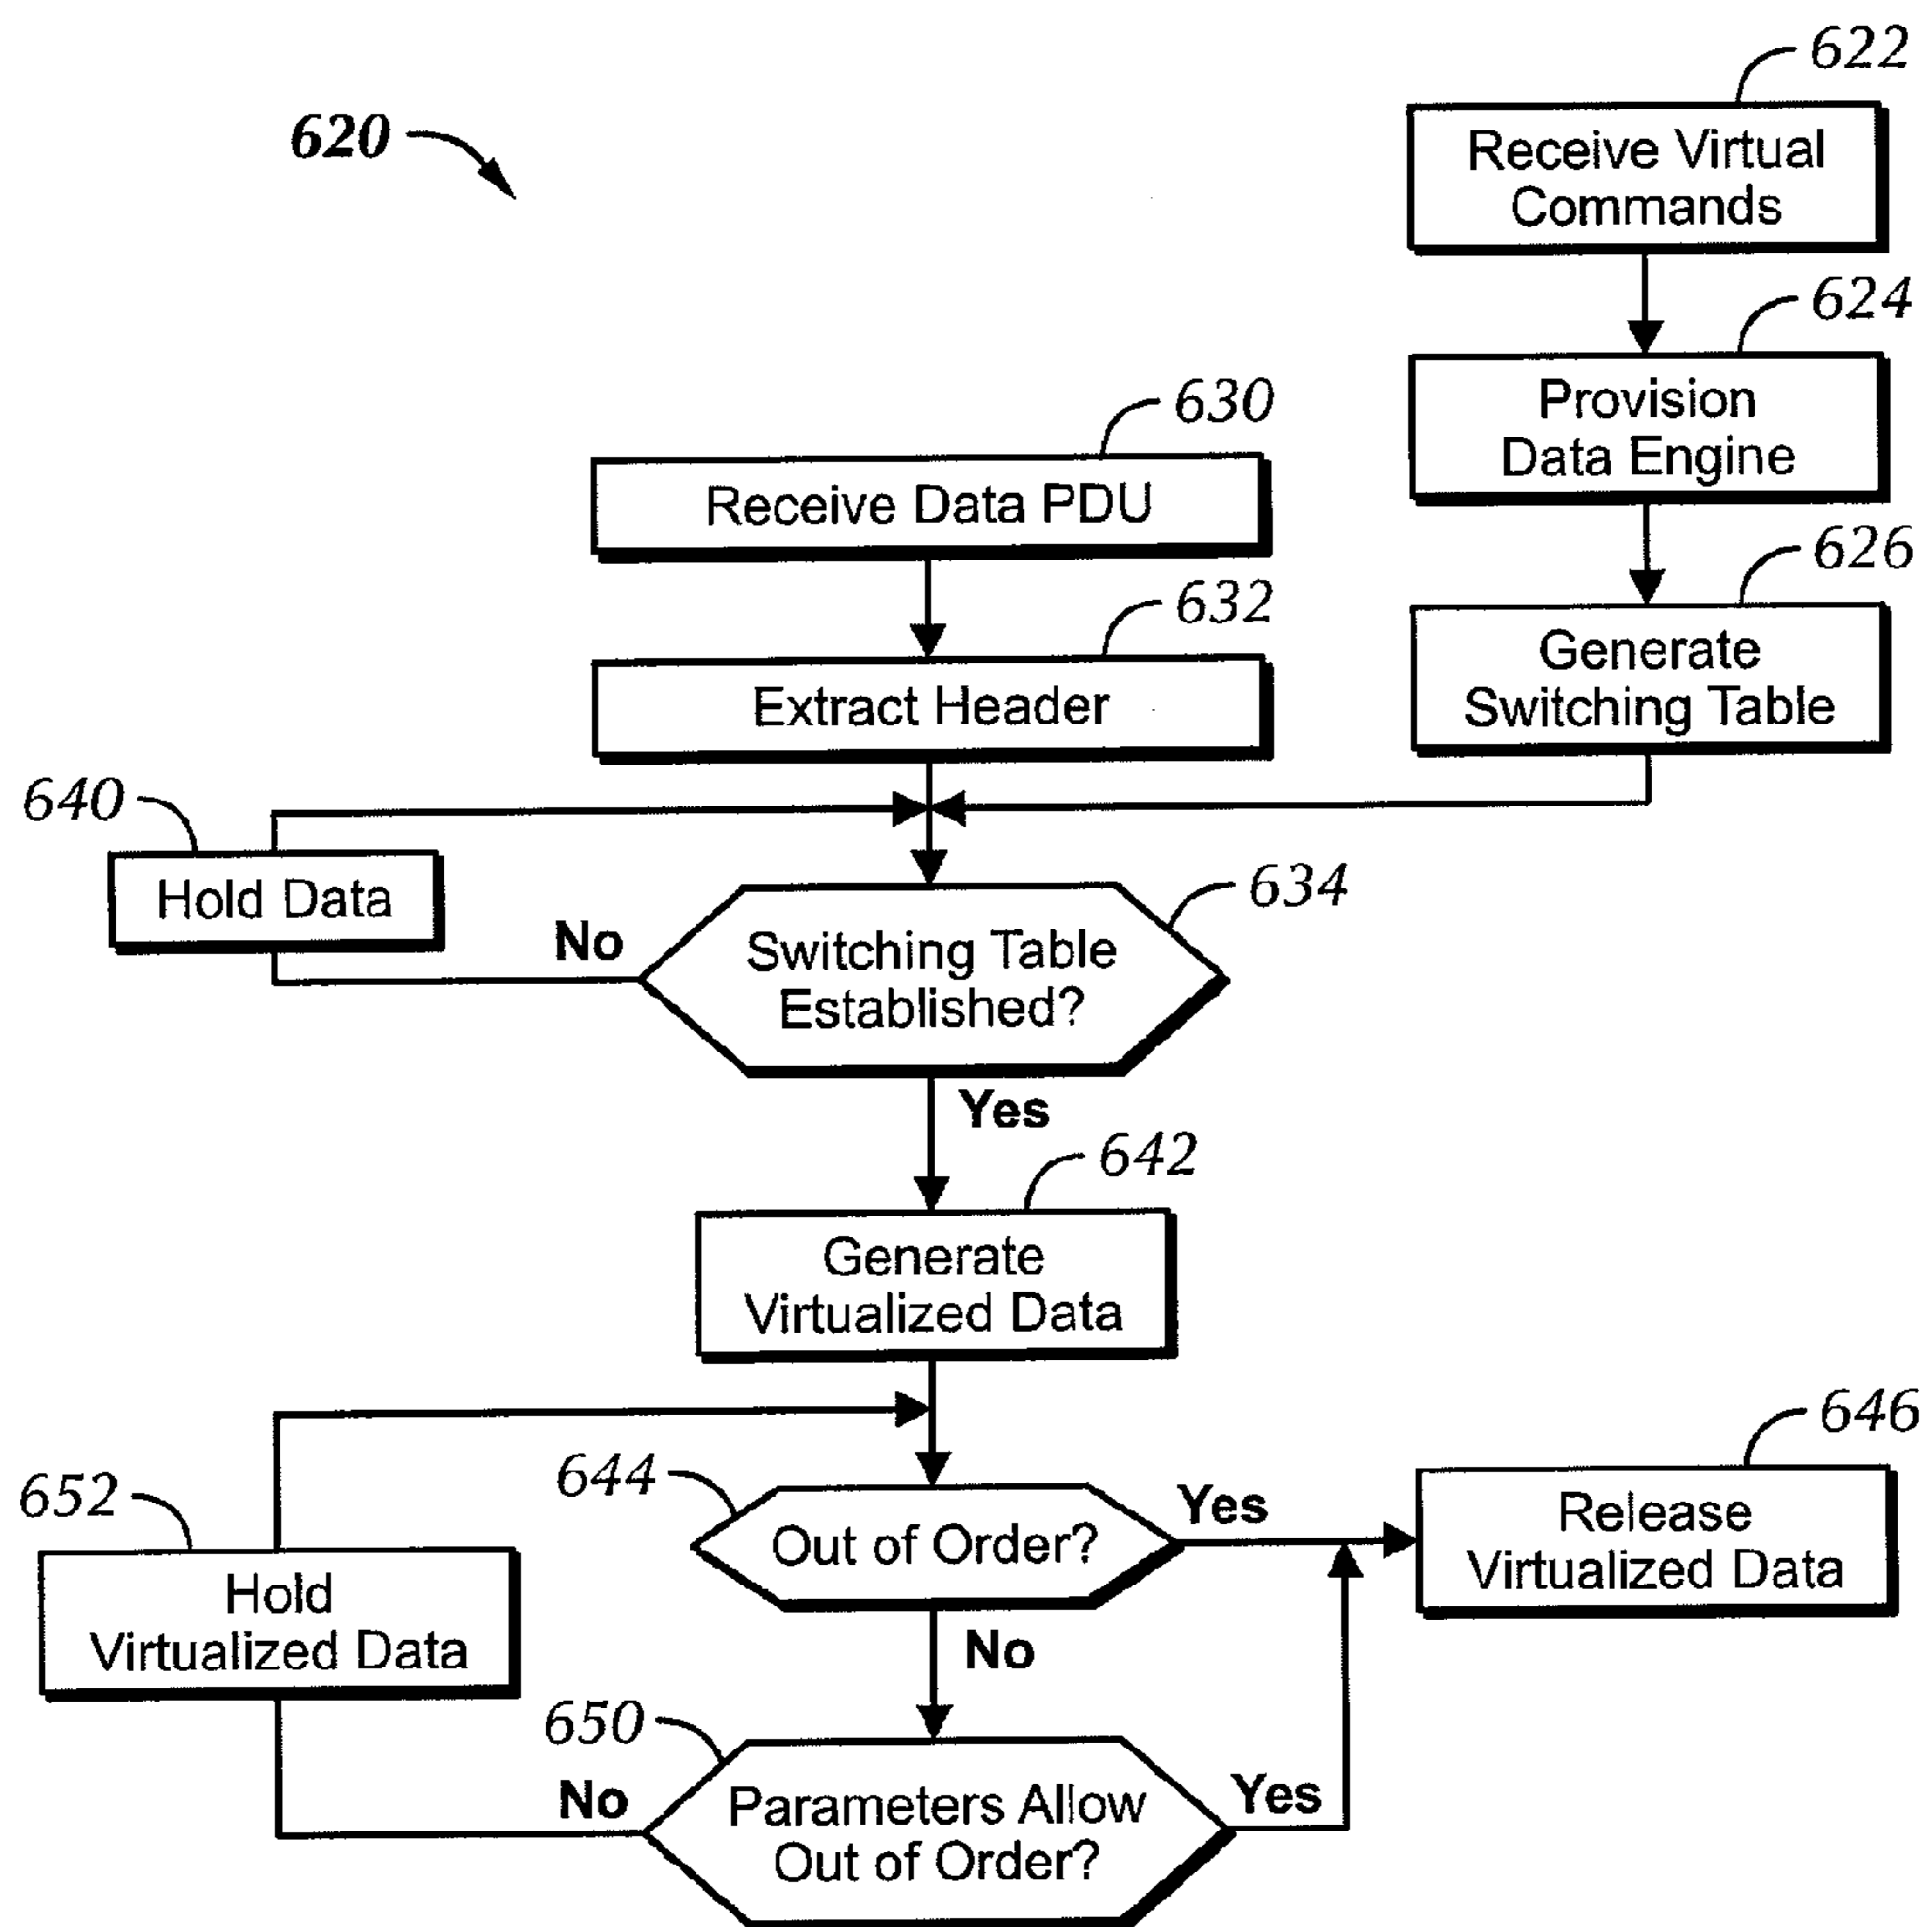 622
620
Receive Virtual
Commands
624
630
Provision
Data Engine
Receive Data PDU
626
632
Generate
Switching Table
Extract Header
640
634
Hold Data
No
Switching Table
Established?
Yes
642
Generate
Virtualized Data
646
644
652
Yes
Release
Virtualized Data
Out of Order?
Hold
Virtualized Data
No
650
No
Parameters Allow
Out of Order?
Yes